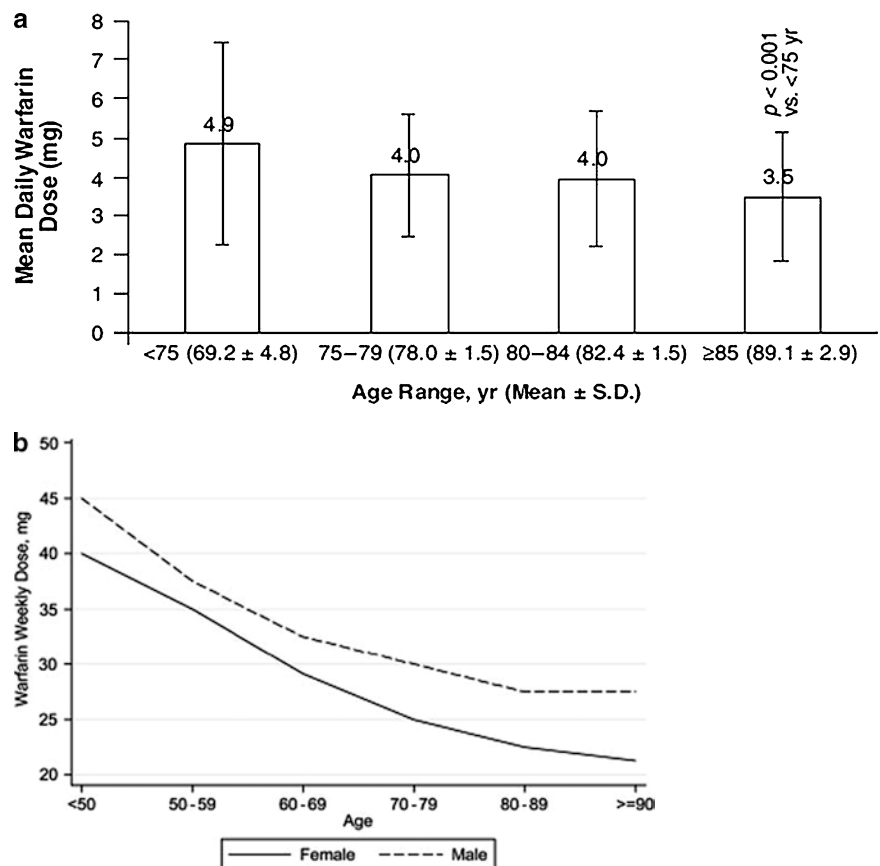 a
Mean Daily Warfarin
Dose (mg)
8
7
6
5
4
3
2
1
0
4.9
4.0
4.0
3.5
p < 0.001
vs. <75 yr
<75 (69.2 ± 4.8) 75–79 (78.0 ± 1.5) 80–84 (82.4 ± 1.5) ≥85 (89.1 ± 2.9)
Age Range, yr (Mean ± S.D.)
b
Warfarin Weekly Dose, mg
50
45
40
35
30
25
20
<50 50-59 60-69 70-79 80-89 >=90
Age
Female Male